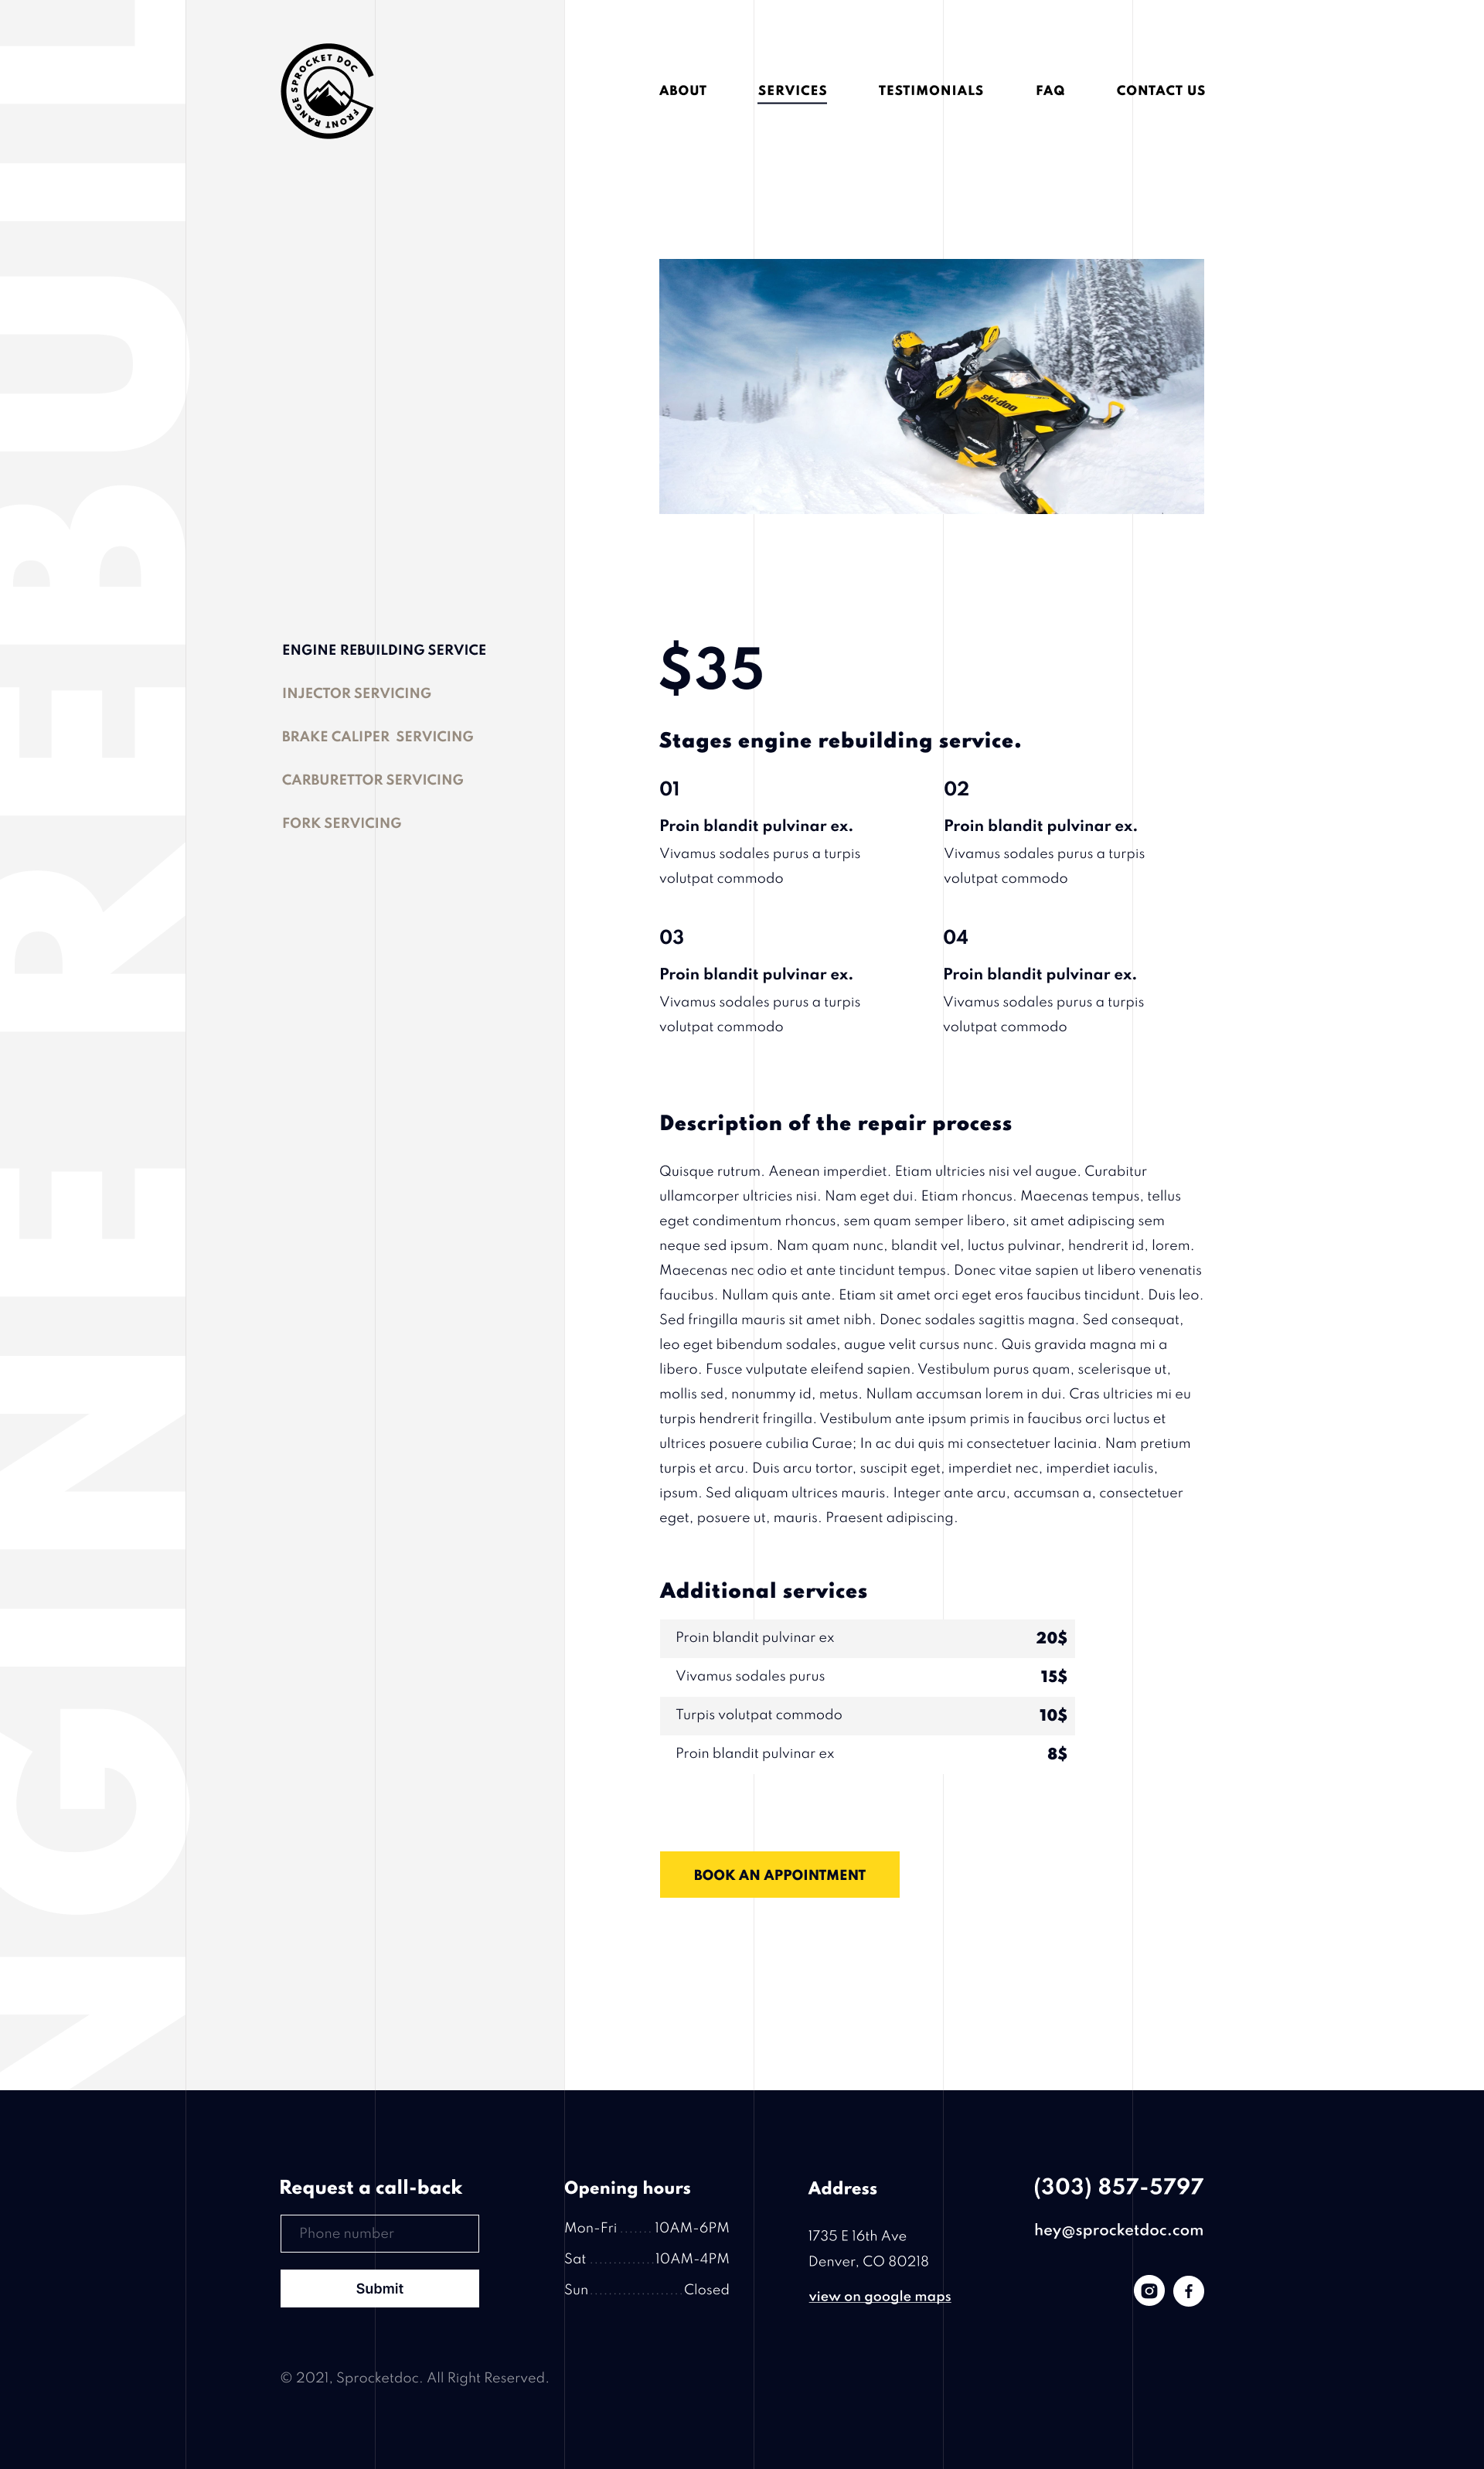 SPROCKET DOC
FRONT RANGE
ABOUT
SERVICES
TESTIMONIALS
FAQ
CONTACT US
ski-doo
ENGINE REBUILDING SERVICE
INJECTOR SERVICING
BRAKE CALIPER  SERVICING
CARBURETTOR SERVICING
FORK SERVICING
$35
Stages engine rebuilding service.
01
Proin blandit pulvinar ex.
Vivamus sodales purus a turpis
volutpat commodo
02
Proin blandit pulvinar ex.
Vivamus sodales purus a turpis
volutpat commodo
03
Proin blandit pulvinar ex.
Vivamus sodales purus a turpis
volutpat commodo
04
Proin blandit pulvinar ex.
Vivamus sodales purus a turpis
volutpat commodo
Description of the repair process
Quisque rutrum. Aenean imperdiet. Etiam ultricies nisi vel augue. Curabitur
ullamcorper ultricies nisi. Nam eget dui. Etiam rhoncus. Maecenas tempus, tellus
eget condimentum rhoncus, sem quam semper libero, sit amet adipiscing sem
neque sed ipsum. Nam quam nunc, blandit vel, luctus pulvinar, hendrerit id, lorem.
Maecenas nec odio et ante tincidunt tempus. Donec vitae sapien ut libero venenatis
faucibus. Nullam quis ante. Etiam sit amet orci eget eros faucibus tincidunt. Duis leo.
Sed fringilla mauris sit amet nibh. Donec sodales sagittis magna. Sed consequat,
leo eget bibendum sodales, augue velit cursus nunc. Quis gravida magna mi a
libero. Fusce vulputate eleifend sapien. Vestibulum purus quam, scelerisque ut,
mollis sed, nonummy id, metus. Nullam accumsan lorem in dui. Cras ultricies mi eu
turpis hendrerit fringilla. Vestibulum ante ipsum primis in faucibus orci luctus et
ultrices posuere cubilia Curae; In ac dui quis mi consectetuer lacinia. Nam pretium
turpis et arcu. Duis arcu tortor, suscipit eget, imperdiet nec, imperdiet iaculis,
ipsum. Sed aliquam ultrices mauris. Integer ante arcu, accumsan a, consectetuer
eget, posuere ut, mauris. Praesent adipiscing.
Additional services
Proin blandit pulvinar ex 20$
Vivamus sodales purus 15$
Turpis volutpat commodo 10$
Proin blandit pulvinar ex 8$
BOOK AN APPOINTMENT
NGINE REBUIL
Request a call-back
Phone number
Submit
Opening hours
Mon-Fri.......10AM-6PM
Sat ..............10AM-4PM
Sun....................Closed
Address
1735 E 16th Ave
Denver, CO 80218
view on google maps
(303) 857-5797
hey@sprocketdoc.com
© 2021, Sprocketdoc. All Right Reserved.